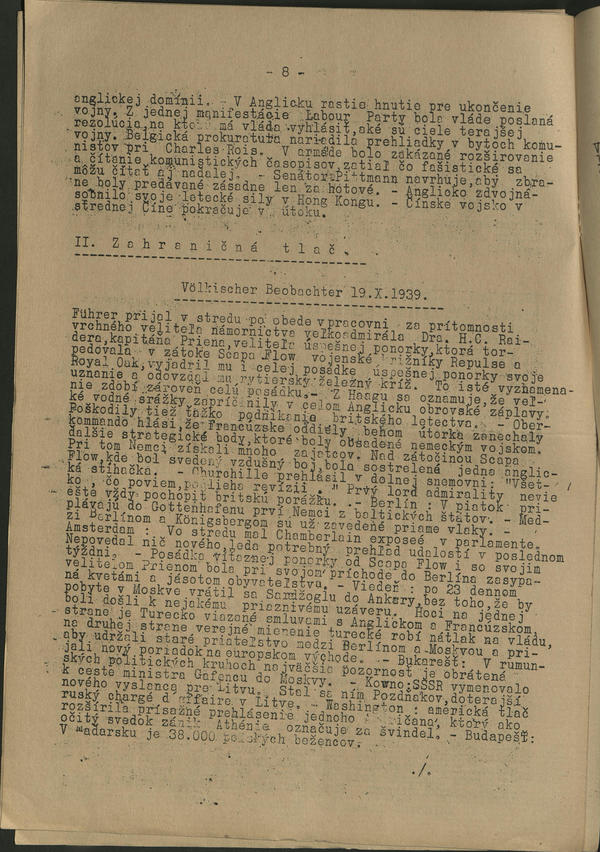 - 8 -
anglickej domínii. - V Anglicku rastie hnutie pre ukončenie
vojny. Z jednej manifestácie Labour Party bola vláde poslaná
rezolúcia, na má vláda vyhlásiť, aké sú ciele terajšej
vojny. Belgická prokuratúra nariadila prehliadky v bytoch komu-
nistov pri Charles Rois. V armáde bolo zakázané rozširovanie
a čítanie komunistických časopisov, zatiaľ čo fašistické sa
môžu čítať aj naďalej. - Senátor Pittmann navrhuje, aby zbra-
ne boly predávané zásadne len za hotové. - Anglicko zdvojná-
sobnilo svoje letecké sily v Hong Kongu. - Čínske vojsko v
strednej Číne pokračuje v útoku.
II. Zahraničná tlač.
Völkischer Beobachter 19.X.1939.
Führer prijal v stredu po obede v pracovni za prítomnosti
vrchného veliteľa námorníctva veľkoadmirála Dra. H.C. Rai-
dera, kapitána Priena, veliteľa úspešnej ponorky, ktorá tor-
pedovala v zátoke Scapa Flow vojenské krížniky Repulse a
Royal Oak, vyjadril mu i celej posádke úspešnej ponorky svoje
uznanie a odovzdal mu rytiersky železný kríž. To isté vyznamena-
nie zdobí zároveň celú posádku. - Z Haagu sa oznamuje, že veľ-
ké vodné srážky zapríčinily v celom Anglicku obrovské záplavy.
Poškodily tiež ťažko podnikanie britského letectva. - Ober-
kommando hlási, že Francúzske oddiely behom útorka zanechaly
ďalšie strategické body, ktoré boly obsadené nemeckým vojskom.
Pri tom Nemci získali mnoho zajatcov. Nad zátočinou Scapa
Flow, kde bol svedený vzdušný boj, bola sostrelená jedna anglic-
ká stíhačka. - Churchille prehlásil v dolnej snemovni: "Všet-
ko, čo poviem, podlieha revízii, " Prvý lord admirality nevie
ešte vždy pochopiť britskú porážku. - Berlín : V piatok pri-
plávajú do Gottenhafenu prví Nemci z baltických štátov. - Med-
zi Berlínom a Königsbergom su už zavedené priame vlaky. -
Amsterdam : Vo stredu mal Chamberlain exposeé v parlamente.
Nepovedal nič nového, leda potrebný prehľad udalostí v poslednom
týždni. - Posádka víťaznej ponorky od Scapa Flow i so svojim
veliteľom Prienom bola pri svojom príchode do Berlína zasypa-
ná kvetami a jásotom obyvateľstva. - Viedeň : po 23 dennom
pobyte v Moskve vrátil sa Saradžoglu do Ankary, bez toho, že by
boli došli k nejakému priaznivému uzáveru. Hoci na jednej
strane je Turecko viazané smluvami s Anglickom a Francúzskom,
na druhej strane verejné mienenie turecké robí nátlak na vládu,
aby udržali staré priateľstvo medzi Berlínom a Moskvou a pri-
jali nový poriadok na europskom východe. - Bukarešť: V rumun-
ských politických kruhoch najväčšia pozornosť je obrátená
k ceste ministra Gafencu do Moskvy. - Kowno: SSSR vymenovalo
nového vyslanca pre Litvu. Stal sa ním Pozdňakov, doterajší
ruský chargé d affaire v Litve. - Washington : americká tlač
rozšírila prísažné prehlásenie jednoho ktorý ako
očitý svedok zánik Athénie označuje za švindel. - Budapešť:
V Maďarsku je 38.000 poľských bežencov.
./.